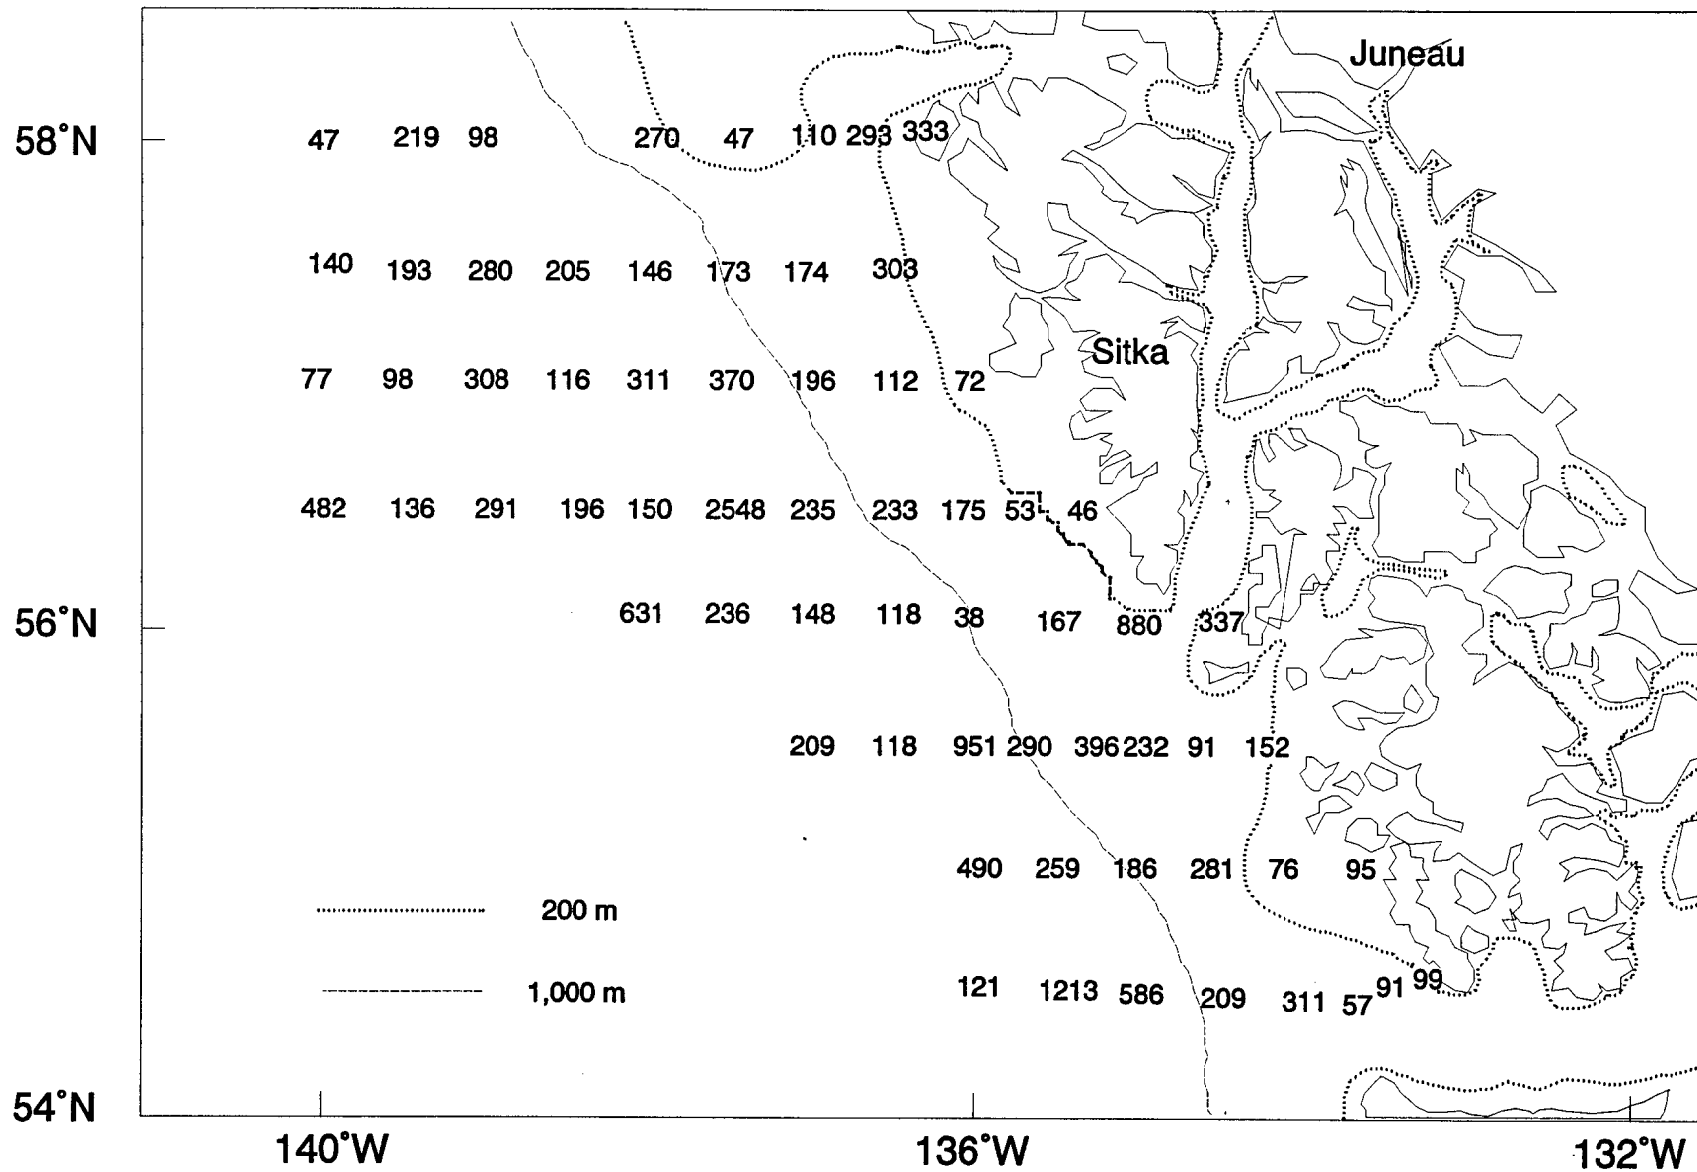 Juneau
58°N 47 219 98 270 47 110 293 333
140 193 280 205 146 173 174 303
Sitka
77 98 308 116 311 370 196 112 72
482 136 291 196 150 2548 235 233 175 53 46
56°N 631 236 148 118 38 167 880 337
209 118 951 290 396 232 91 152
490 259 186 281 76 95
200 m
121 1213 586 209 311 57 91 99
1,000 m
54°N
140°W 136°W 132°W